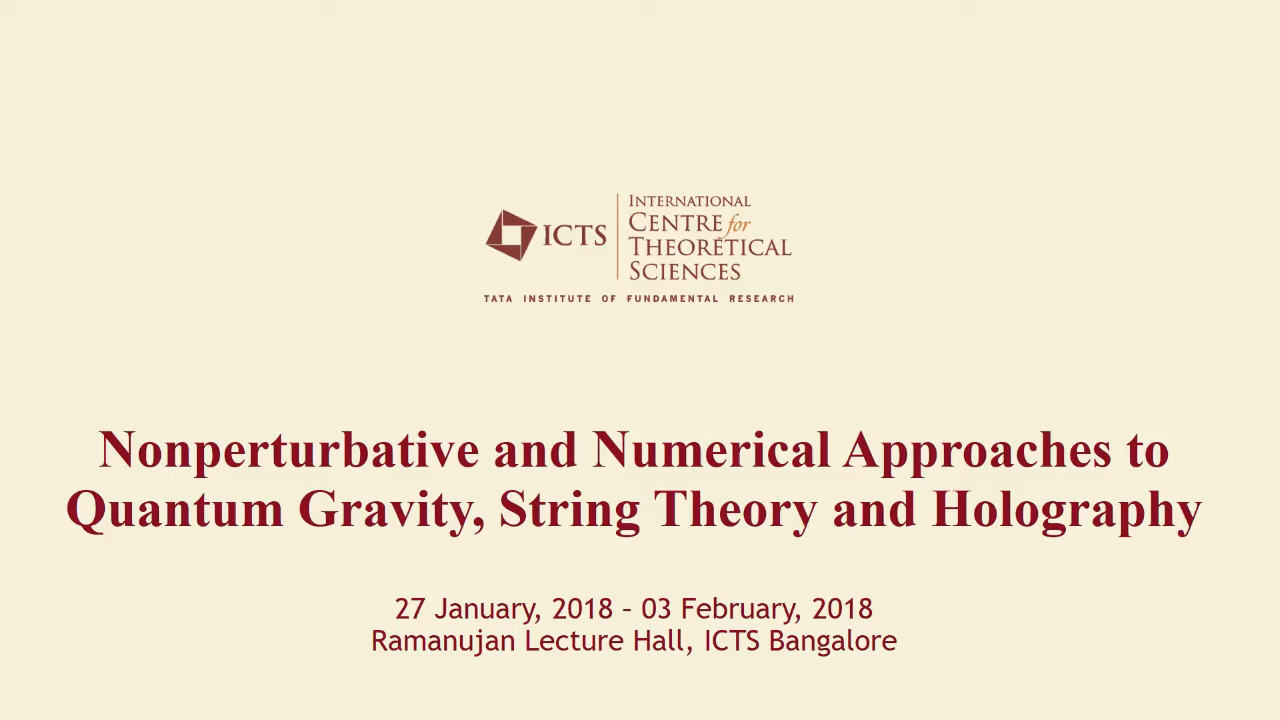 ICTS
INTERNATIONAL
CENTRE for
THEORETICAL
SCIENCES
TATA INSTITUTE OF FUNDAMENTAL RESEARCH
Nonperturbative and Numerical Approaches to
Quantum Gravity, String Theory and Holography
27 January, 2018 – 03 February, 2018
Ramanujan Lecture Hall, ICTS Bangalore